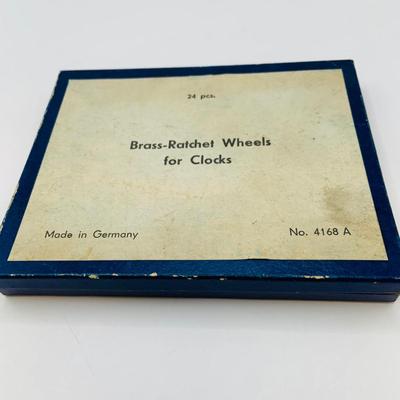 24 pcs.
Brass-Ratchet Wheels
for Clocks
Made in Germany
No. 4168 A